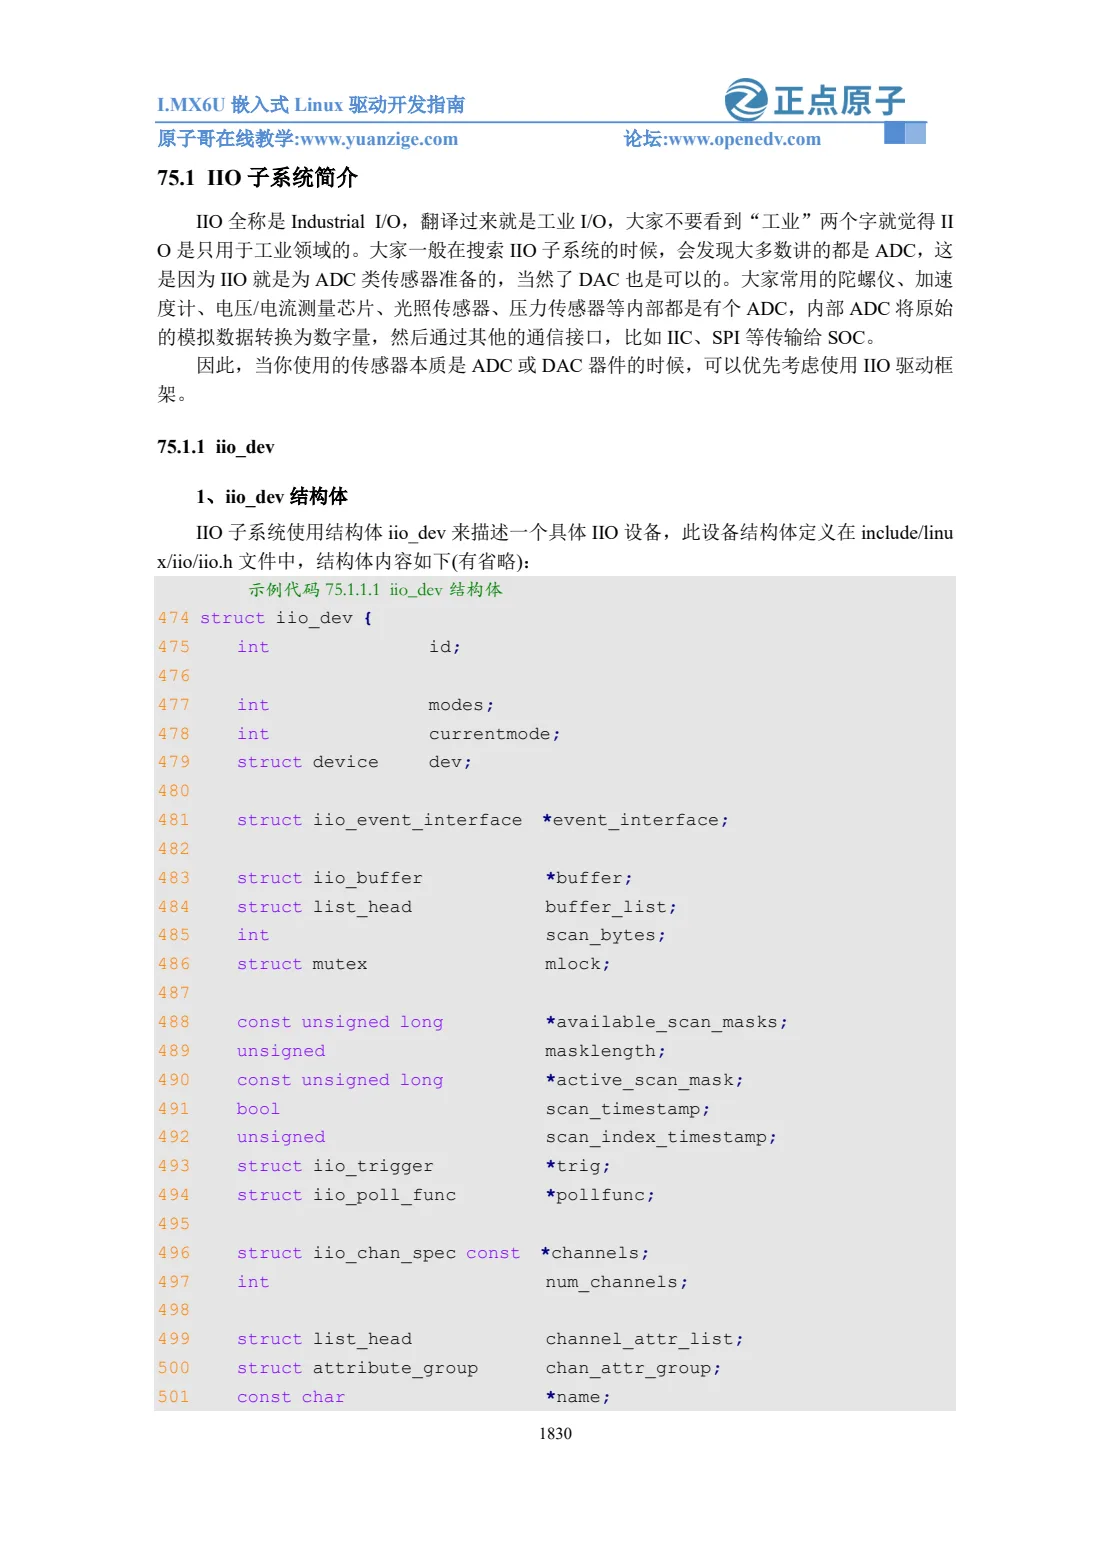 I.MX6U 嵌入式 Linux 驱动开发指南
正点原子
原子哥在线教学:www.yuanzige.com 论坛:www.openedv.com
75.1 IIO 子系统简介
IIO 全称是 Industrial I/O，翻译过来就是工业 I/O，大家不要看到“工业”两个字就觉得 II
O 是只用于工业领域的。大家一般在搜索 IIO 子系统的时候，会发现大多数讲的都是 ADC，这
是因为 IIO 就是为 ADC 类传感器准备的，当然了 DAC 也是可以的。大家常用的陀螺仪、加速
度计、电压/电流测量芯片、光照传感器、压力传感器等内部都是有个 ADC，内部 ADC 将原始
的模拟数据转换为数字量，然后通过其他的通信接口，比如 IIC、SPI 等传输给 SOC。
因此，当你使用的传感器本质是 ADC 或 DAC 器件的时候，可以优先考虑使用 IIO 驱动框
架。
75.1.1 iio_dev
1、iio_dev 结构体
IIO 子系统使用结构体 iio_dev 来描述一个具体 IIO 设备，此设备结构体定义在 include/linu
x/iio/iio.h 文件中，结构体内容如下(有省略)：
示例代码 75.1.1.1 iio_dev 结构体
474 struct iio_dev {
475 int id;
476
477 int modes;
478 int currentmode;
479 struct device dev;
480
481 struct iio_event_interface *event_interface;
482
483 struct iio_buffer *buffer;
484 struct list_head buffer_list;
485 int scan_bytes;
486 struct mutex mlock;
487
488 const unsigned long *available_scan_masks;
489 unsigned masklength;
490 const unsigned long *active_scan_mask;
491 bool scan_timestamp;
492 unsigned scan_index_timestamp;
493 struct iio_trigger *trig;
494 struct iio_poll_func *pollfunc;
495
496 struct iio_chan_spec const *channels;
497 int num_channels;
498
499 struct list_head channel_attr_list;
500 struct attribute_group chan_attr_group;
501 const char *name;
1830